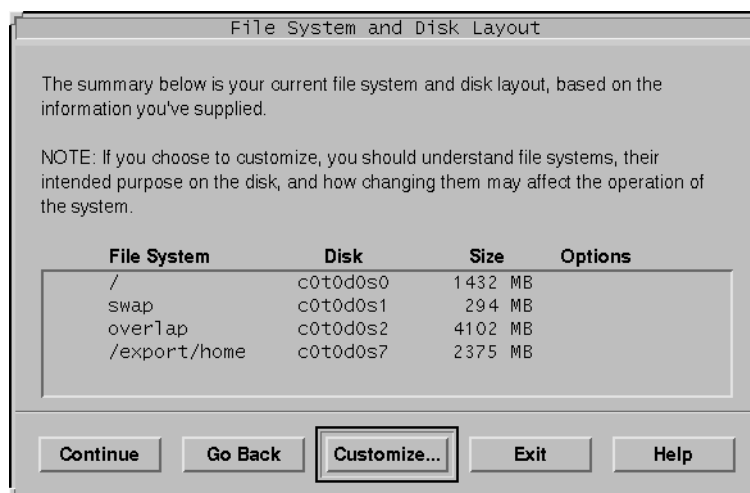 File System and Disk Layout
The summary below is your current file system and disk layout, based on the
information you've supplied.
NOTE: If you choose to customize, you should understand file systems, their
intended purpose on the disk, and how changing them may affect the operation of
the system.
File System Disk Size Options
/ c0t0d0s0 1432 MB
swap c0t0d0s1 294 MB
overlap c0t0d0s2 4102 MB
/export/home c0t0d0s7 2375 MB
Continue Go Back Customize... Exit Help